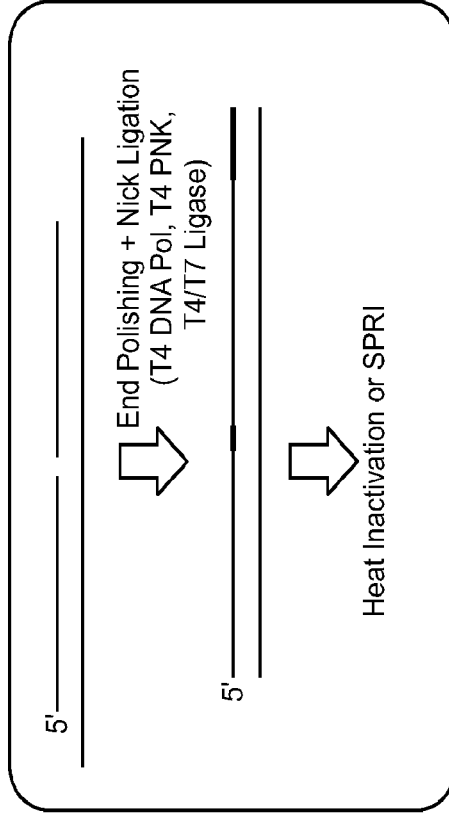 5'
End Polishing + Nick Ligation
(T4 DNA Pol, T4 PNK,
T4/T7 Ligase)
5'
Heat Inactivation or SPRI